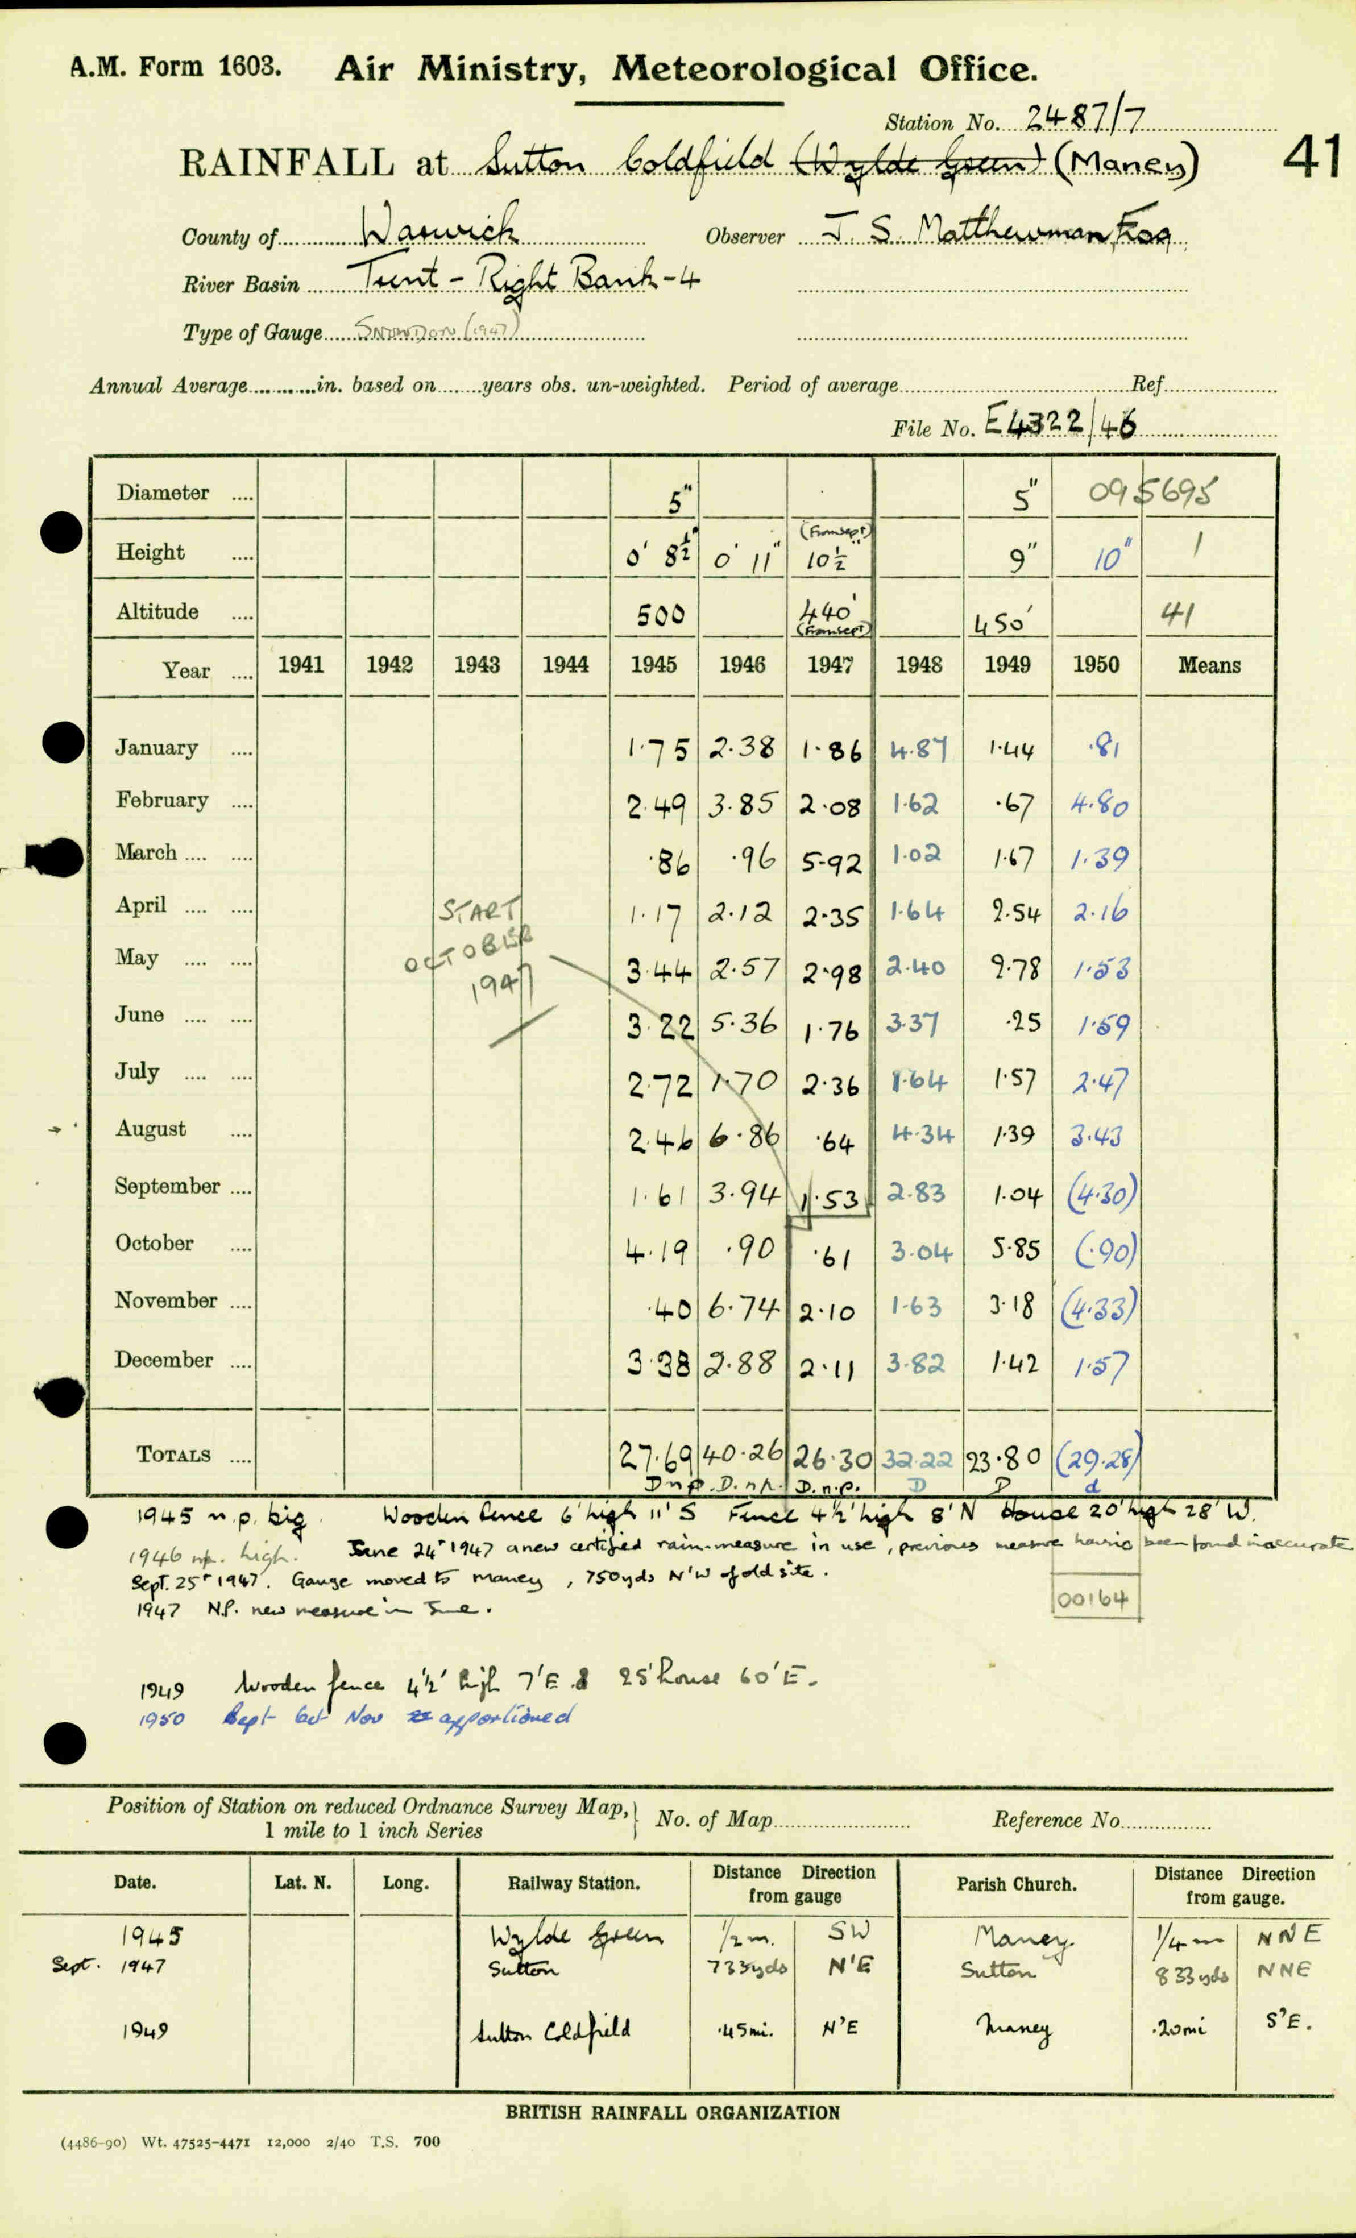 A.M. Form 1603. Air Ministry, Meteorological Office.
Station No. 2487/7
RAINFALL at Sutton Coldfield (Wylde Green) (Maney) 41
County of Warwick Observer J. S. Matthewman, Esq.
River Basin Trent - Right Bank - 4
Type of Gauge SNOWDON (1947)
Annual Average..........in. based on.......years obs. un-weighted. Period of average.......... Ref..........
File No. E4322/46
Diameter .... 5" 5" 095695
(From Sept)
Height .... 0' 8½" 0' 11" 10½" 9" 10" 1
Altitude .... 500 440' 450' 41
(From Sept)
Year .... 1941 1942 1943 1944 1945 1946 1947 1948 1949 1950 Means
January .... 1.75 2.38 1.86 4.87 1.44 .81
February .... 2.49 3.85 2.08 1.62 .67 4.80
March .... .... .86 .96 5.92 1.02 1.67 1.39
April .... .... START 1.17 2.12 2.35 1.64 2.54 2.16
May .... .... OCTOBER 3.44 2.57 2.98 2.40 2.78 1.53
1947
June .... .... 3.22 5.36 1.76 3.37 .25 1.59
July .... .... 2.72 1.70 2.36 1.64 1.57 2.47
August .... 2.46 6.86 .64 4.34 1.39 3.43
September .... 1.61 3.94 1.53 2.83 1.04 (4.30)
October .... 4.19 .90 .61 3.04 5.85 (.90)
November .... .40 6.74 2.10 1.63 3.18 (4.33)
December .... 3.38 2.88 2.11 3.82 1.42 1.57
TOTALS .... 27.69 40.26 26.30 32.22 23.80 (29.28)
D n p. D. n p. D. n. p. D D d
1945 n.p. big. Wooden fence 6' high 11' S Fence 4½' high 8' N House 20' high 28' W.
1946 np. high. June 24th 1947 a new certified rain-measure in use, previous measure having been found inaccurate
Sept. 25th 1947. Gauge moved to Maney, 750yds N'W of old site.
1947 N.P. new measure in June. 00164
1949 Wooden fence 4½' high 7'E & 25' house 60' E.
1950 Sept Oct Nov apportioned
Position of Station on reduced Ordnance Survey Map, } No. of Map.......... Reference No..........
1 mile to 1 inch Series
Date. Lat. N. Long. Railway Station. Distance Direction from gauge Parish Church. Distance Direction from gauge.
1945 Wylde Green ½ m. SW Maney. ¼ m NNE
Sept. 1947 Sutton 733yds N'E Sutton 833yds NNE
1949 Sutton Coldfield .45mi. N'E Maney .20mi S'E.
BRITISH RAINFALL ORGANIZATION
(4486-90) Wt. 47525-4471 12,000 2/40 T.S. 700